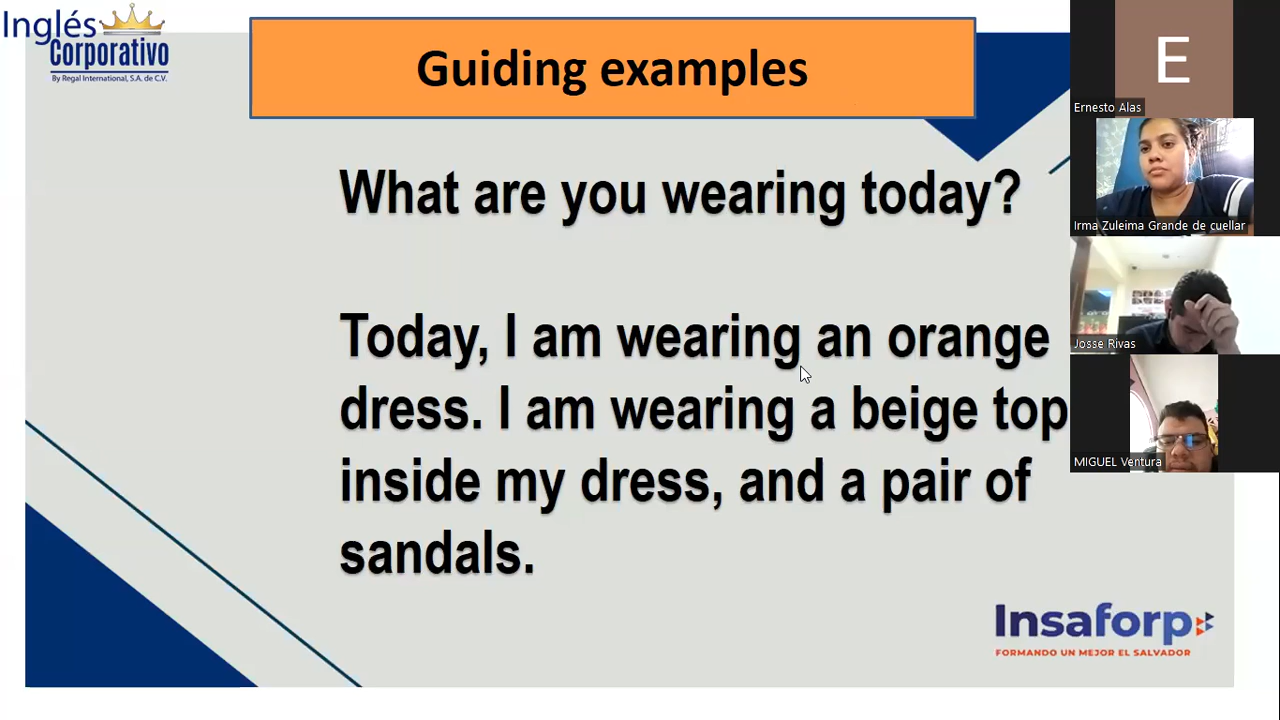 Inglés
Corporativo
By Regal International, S.A. de C.V.
Guiding examples
What are you wearing today?
Today, I am wearing an orange
dress. I am wearing a beige top
inside my dress, and a pair of
sandals.
Insaforp
FORMANDO UN MEJOR EL SALVADOR
E
Ernesto Alas
Irma Zuleima Grande de cuellar
Josse Rivas
MIGUEL Ventura